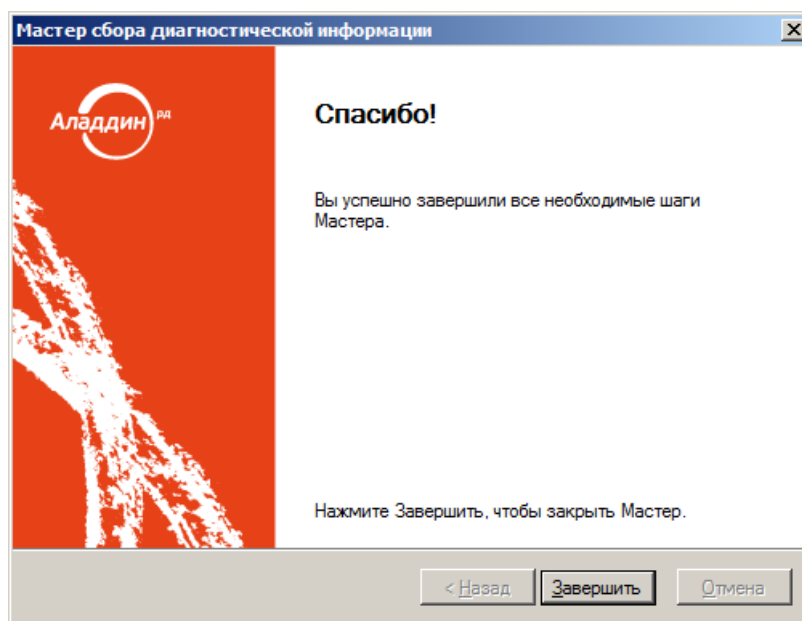 Мастер сбора диагностической информации
Аладдин РД
Спасибо!
Вы успешно завершили все необходимые шаги
Мастера.
Нажмите Завершить, чтобы закрыть Мастер.
< Назад Завершить Отмена